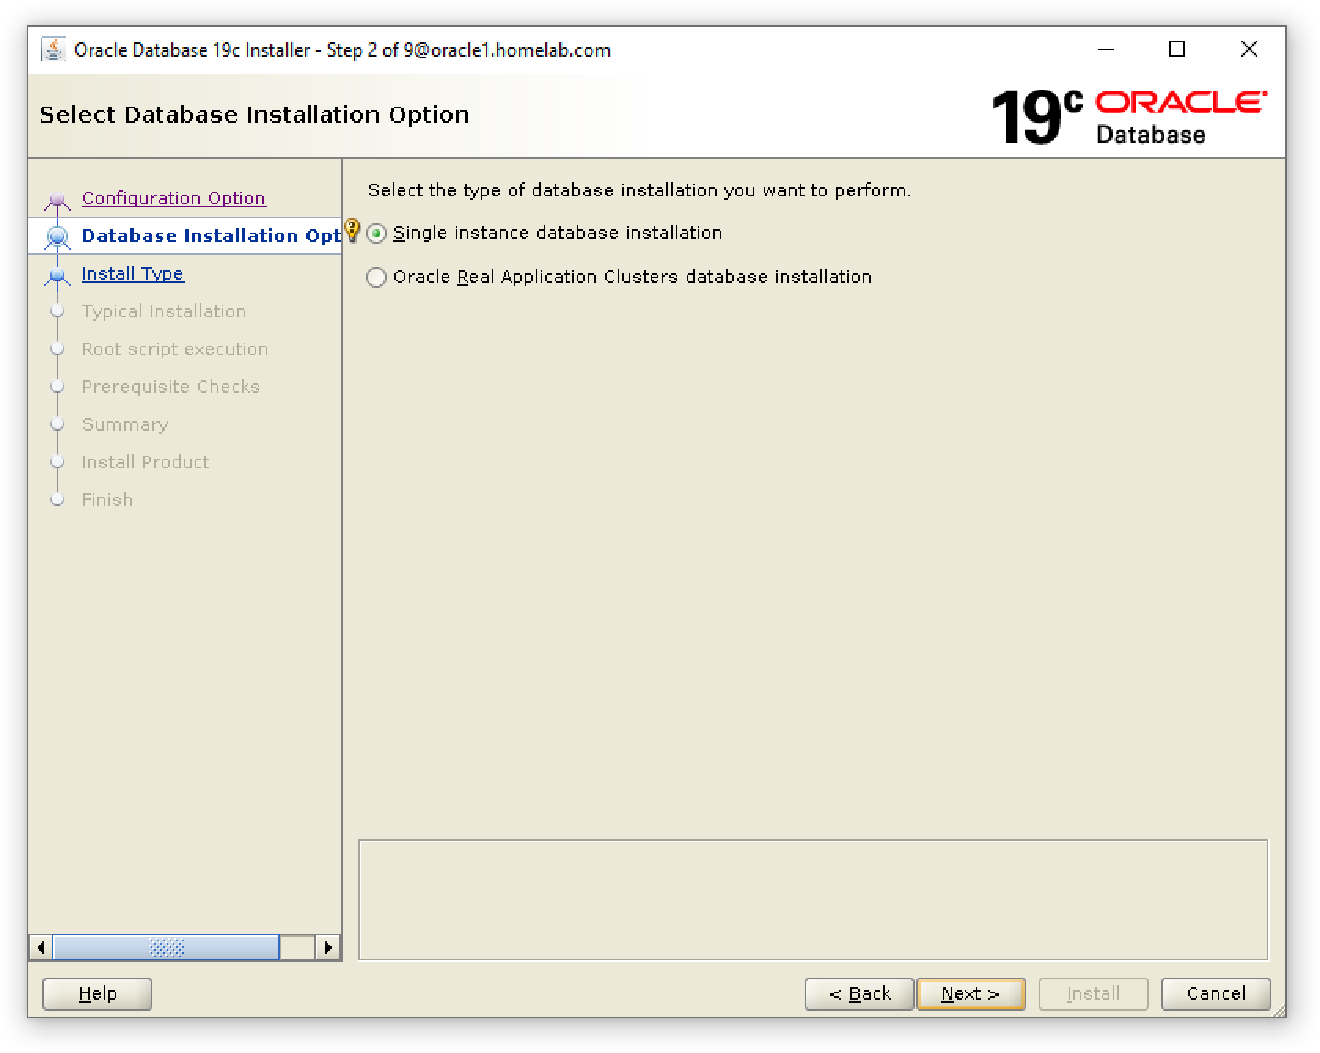 Oracle Database 19c Installer - Step 2 of 9@oracle1.homelab.com
Select Database Installation Option
19c ORACLE
Database
Configuration Option
Database Installation Opt
Install Type
Typical Installation
Root script execution
Prerequisite Checks
Summary
Install Product
Finish
Select the type of database installation you want to perform.
Single instance database installation
Oracle Real Application Clusters database installation
Help
< Back
Next >
Install
Cancel